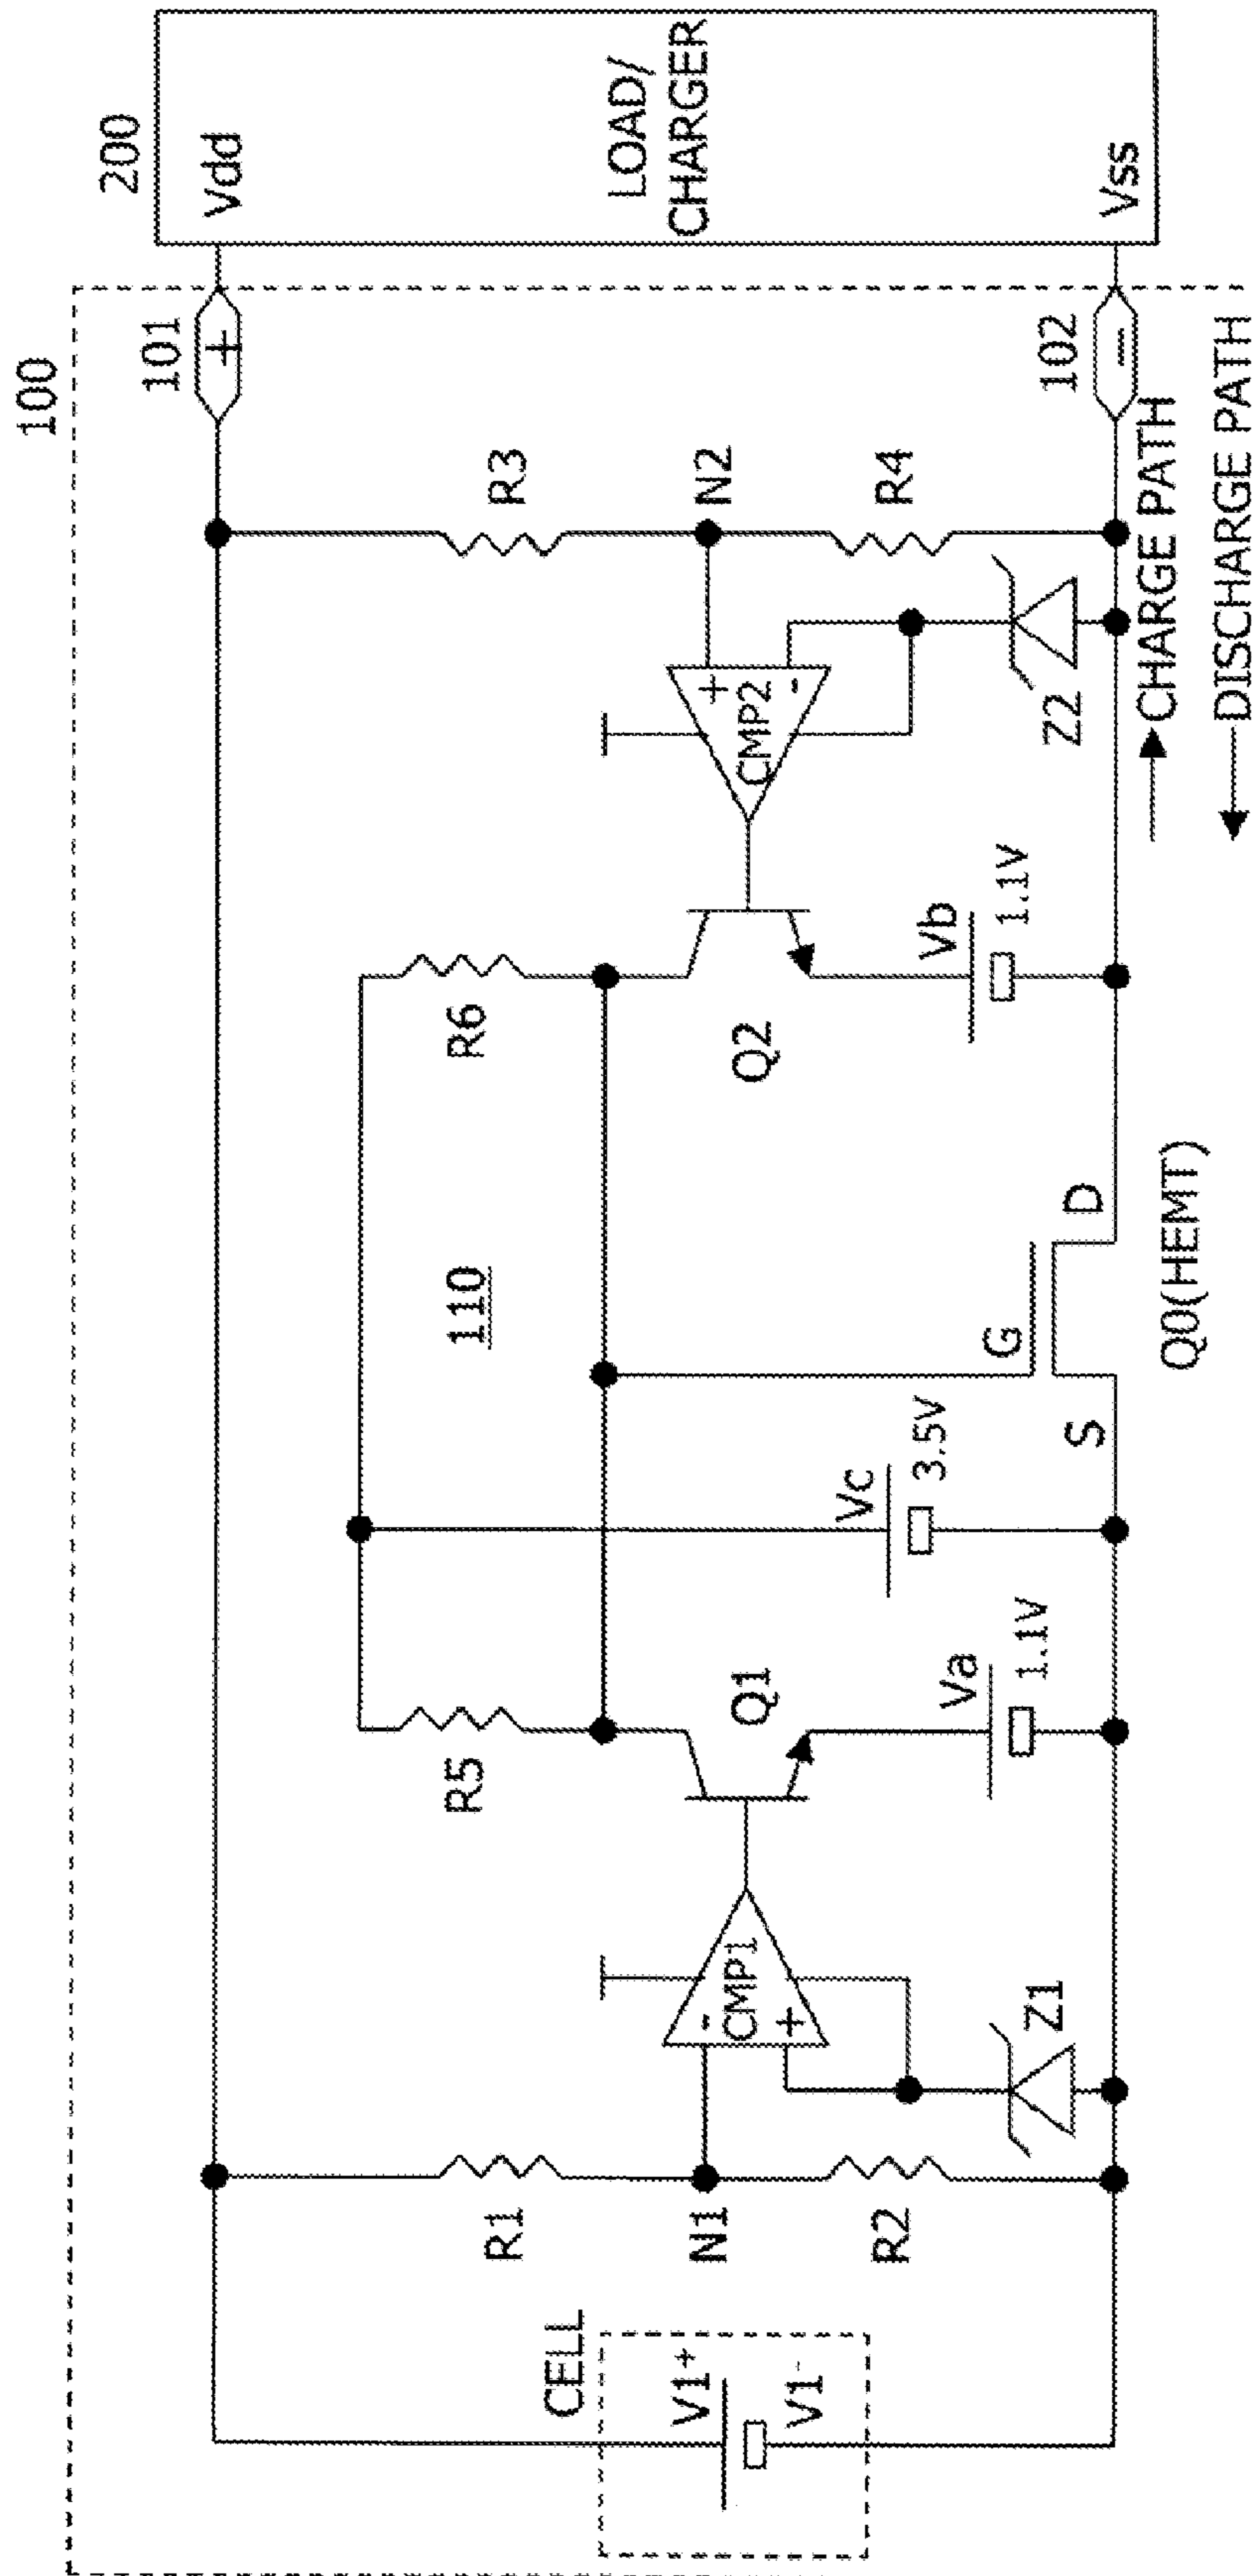 100
200
101
+
Vdd
LOAD/
CHARGER
Vss
102
−
CELL
V1+
V1-
R1
N1
R2
Z1
CMP1
-
+
R5
Q1
Va
1.1V
Vc
3.5V
110
S
G
D
Q0(HEMT)
R6
Q2
Vb
1.1V
CMP2
+
-
Z2
R3
N2
R4
CHARGE PATH
DISCHARGE PATH